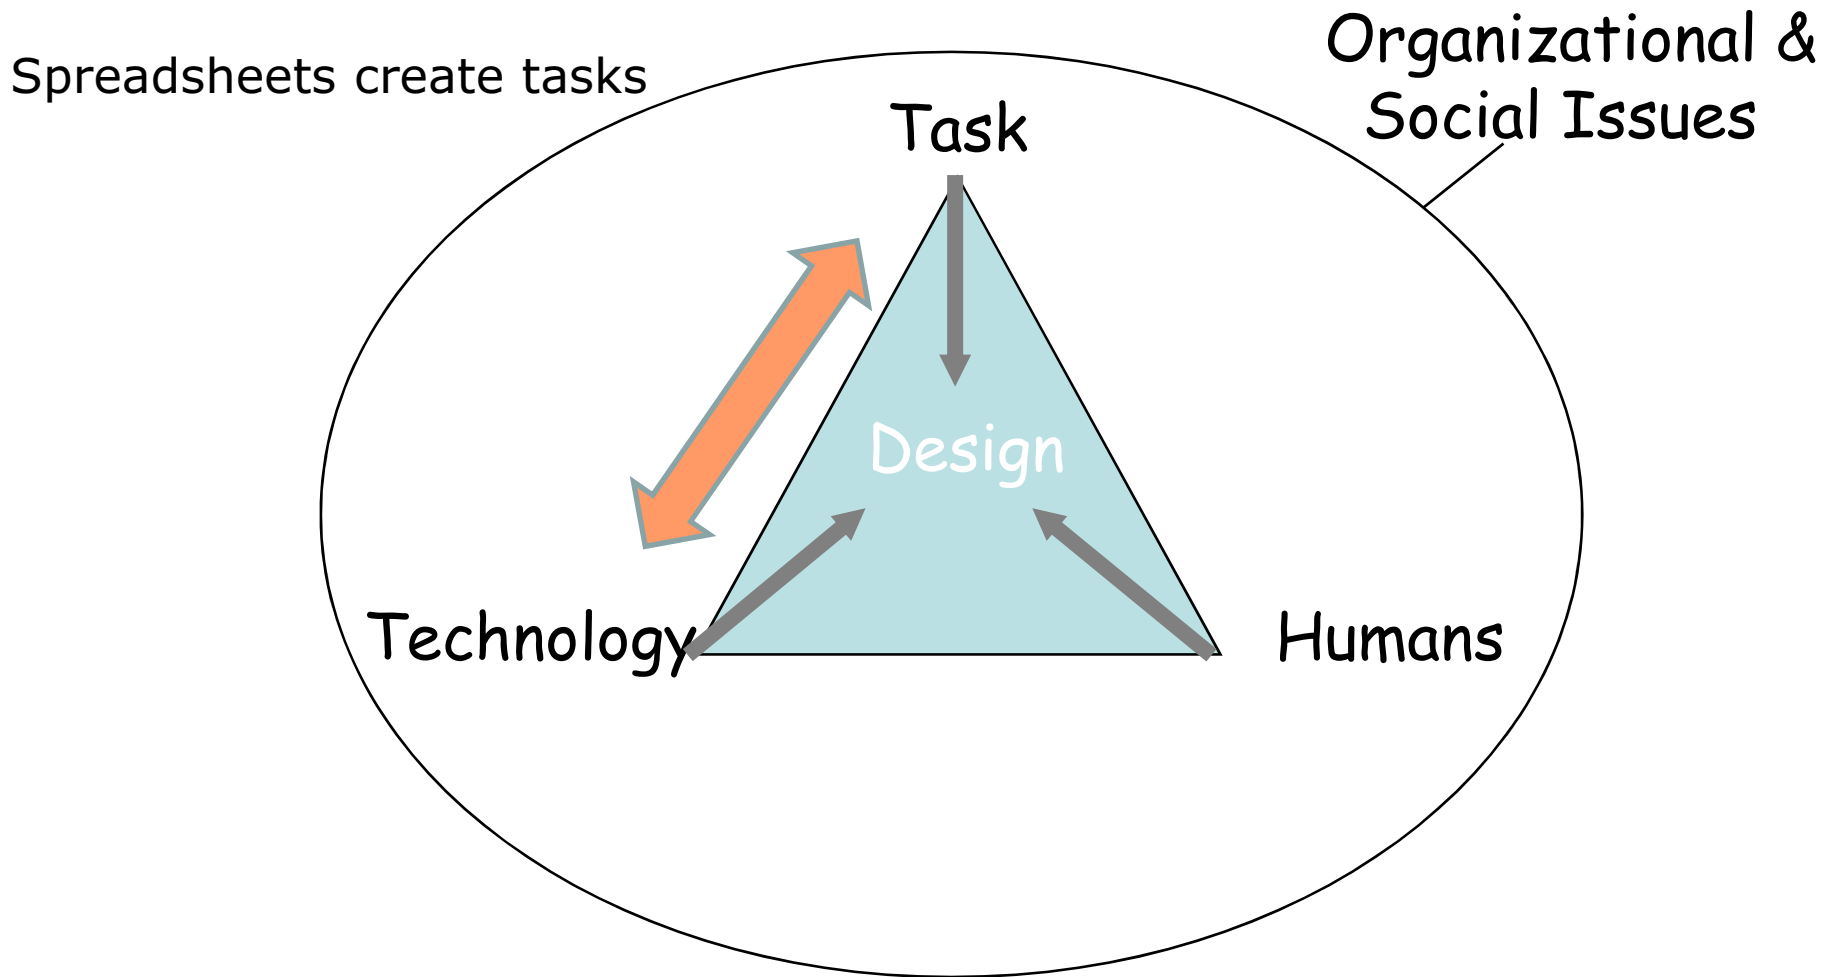 Spreadsheets create tasks
Organizational &
Social Issues
Task
Design
Technology
Humans